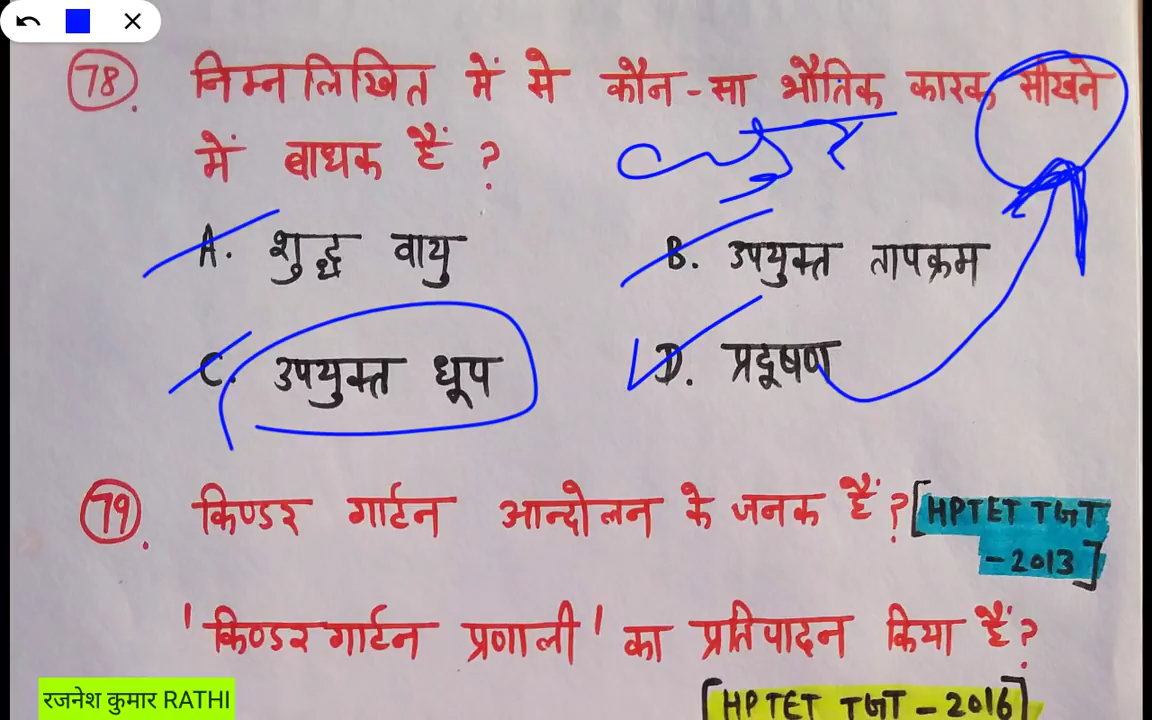 78. निम्नलिखित में से कौन-सा भौतिक कारक सीखने
में बाधक हैं ?
A. शुद्ध वायु B. उपयुक्त तापक्रम
C. उपयुक्त धूप D. प्रदूषण
79. किण्डर गार्टन आन्दोलन के जनक हैं ? [HPTET TGT
-2013]
'किण्डरगार्टन प्रणाली' का प्रतिपादन किया हैं ?
[HPTET TGT - 2016]
रजनेश कुमार RATHI